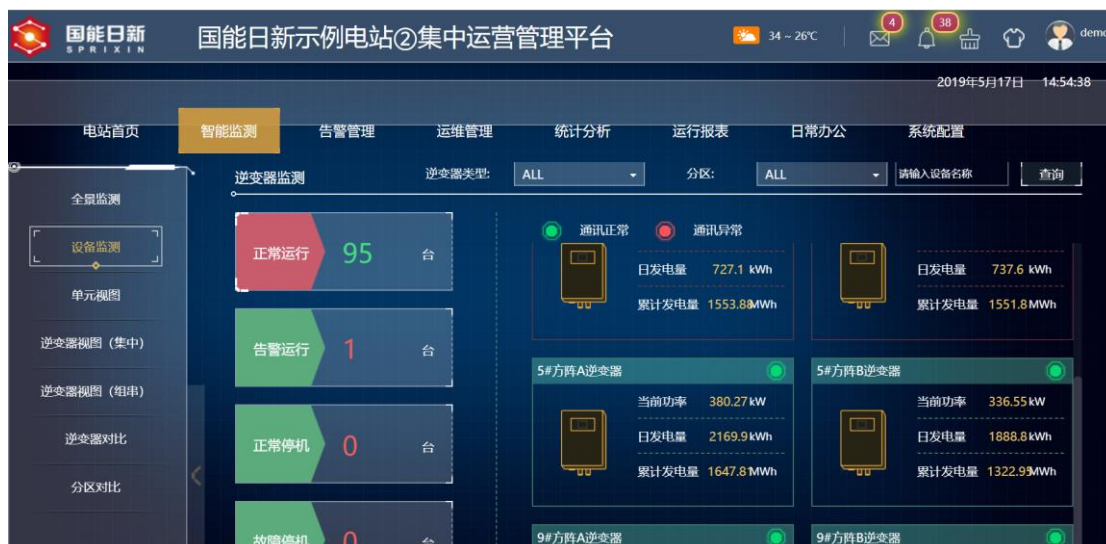 国能日新
SPRIXIN
国能日新示例电站②集中运营管理平台
34 ~ 26℃
4
38
demo
2019年5月17日 14:54:38
电站首页 智能监测 告警管理 运维管理 统计分析 运行报表 日常办公 系统配置
全景监测
设备监测
单元视图
逆变器视图（集中）
逆变器视图（组串）
逆变器对比
分区对比
逆变器监测 逆变器类型: ALL 分区: ALL 请输入设备名称 查询
正常运行 95 台
告警运行 1 台
正常停机 0 台
故障停机 0 台
通讯正常 通讯异常
日发电量 727.1 kWh
累计发电量 1553.88MWh
日发电量 737.6 kWh
累计发电量 1551.8MWh
5#方阵A逆变器
当前功率 380.27kW
日发电量 2169.9kWh
累计发电量 1647.81MWh
5#方阵B逆变器
当前功率 336.55kW
日发电量 1888.8kWh
累计发电量 1322.95MWh
9#方阵A逆变器
9#方阵B逆变器